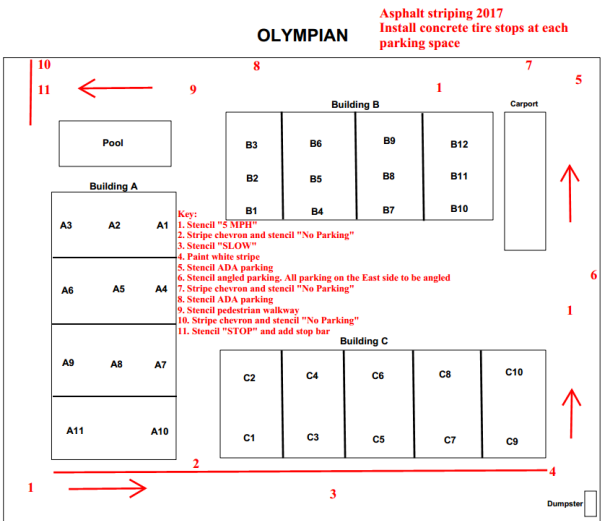 Asphalt striping 2017
Install concrete tire stops at each
parking space
OLYMPIAN
10
8
7
5
11
9
1
Building B
Carport
Pool
B3 B6 B9 B12
B2 B5 B8 B11
B1 B4 B7 B10
Building A
A3 A2 A1
A6 A5 A4
A9 A8 A7
A11 A10
Key:
1. Stencil "5 MPH"
2. Stripe chevron and stencil "No Parking"
3. Stencil "SLOW"
4. Paint white stripe
5. Stencil ADA parking
6. Stencil angled parking. All parking on the East side to be angled
7. Stripe chevron and stencil "No Parking"
8. Stencil ADA parking
9. Stencil pedestrian walkway
10. Stripe chevron and stencil "No Parking"
11. Stencil "STOP" and add stop bar
6
1
Building C
C2 C4 C6 C8 C10
C1 C3 C5 C7 C9
2
4
1
3
Dumpster